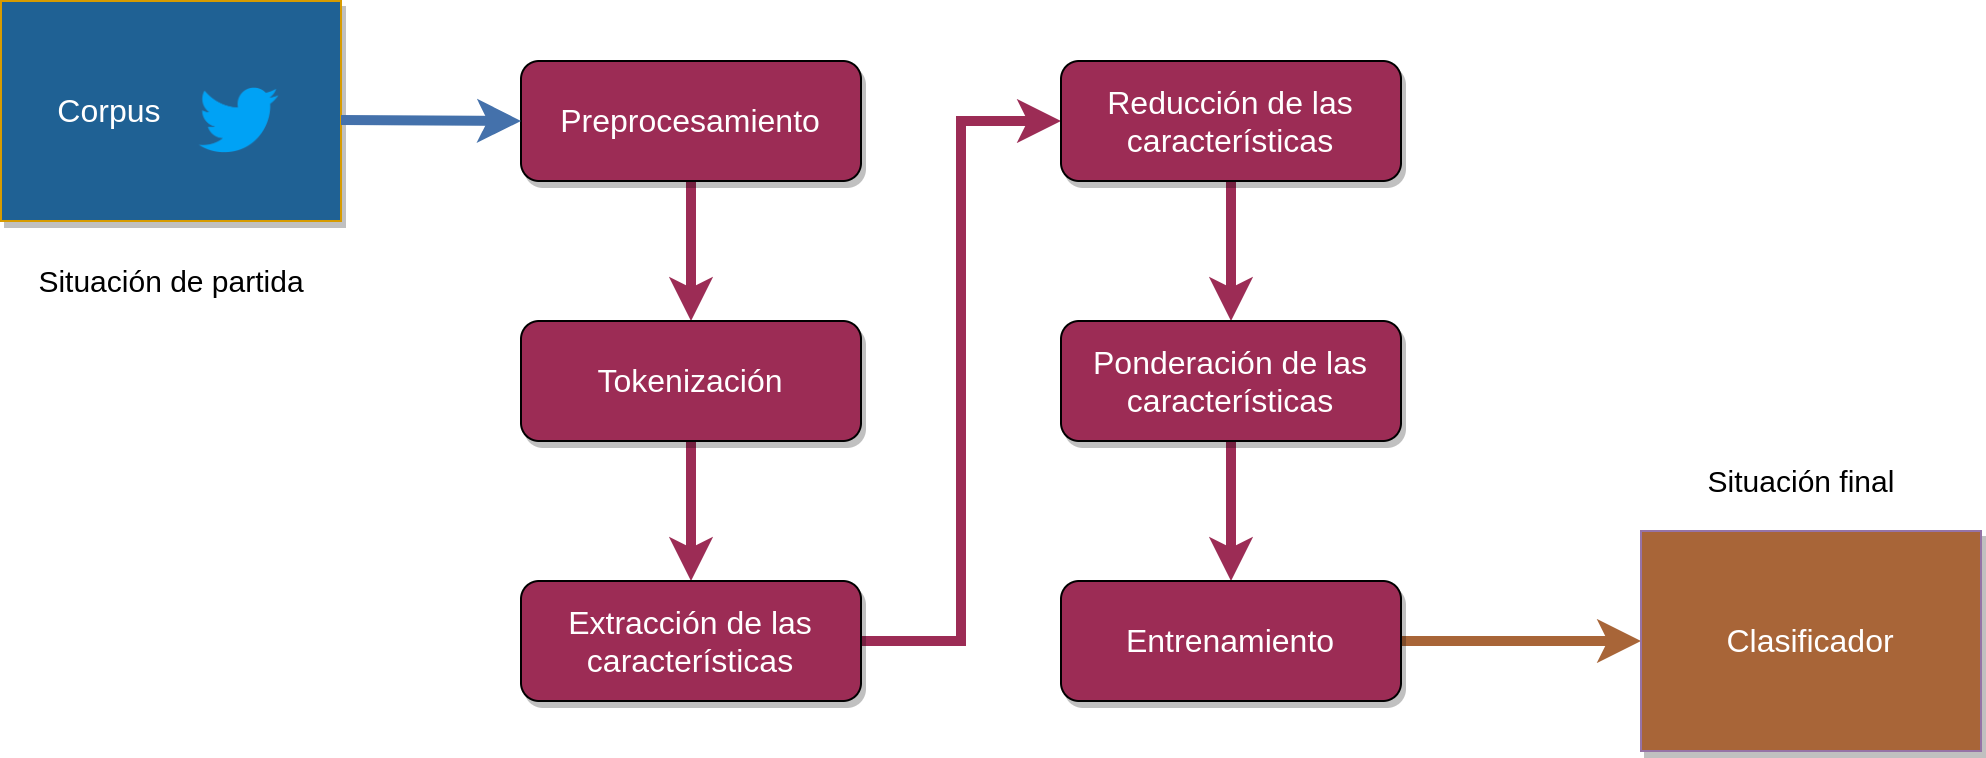 Corpus
Situación de partida
Preprocesamiento
Tokenización
Extracción de las
características
Reducción de las
características
Ponderación de las
características
Entrenamiento
Situación final
Clasificador